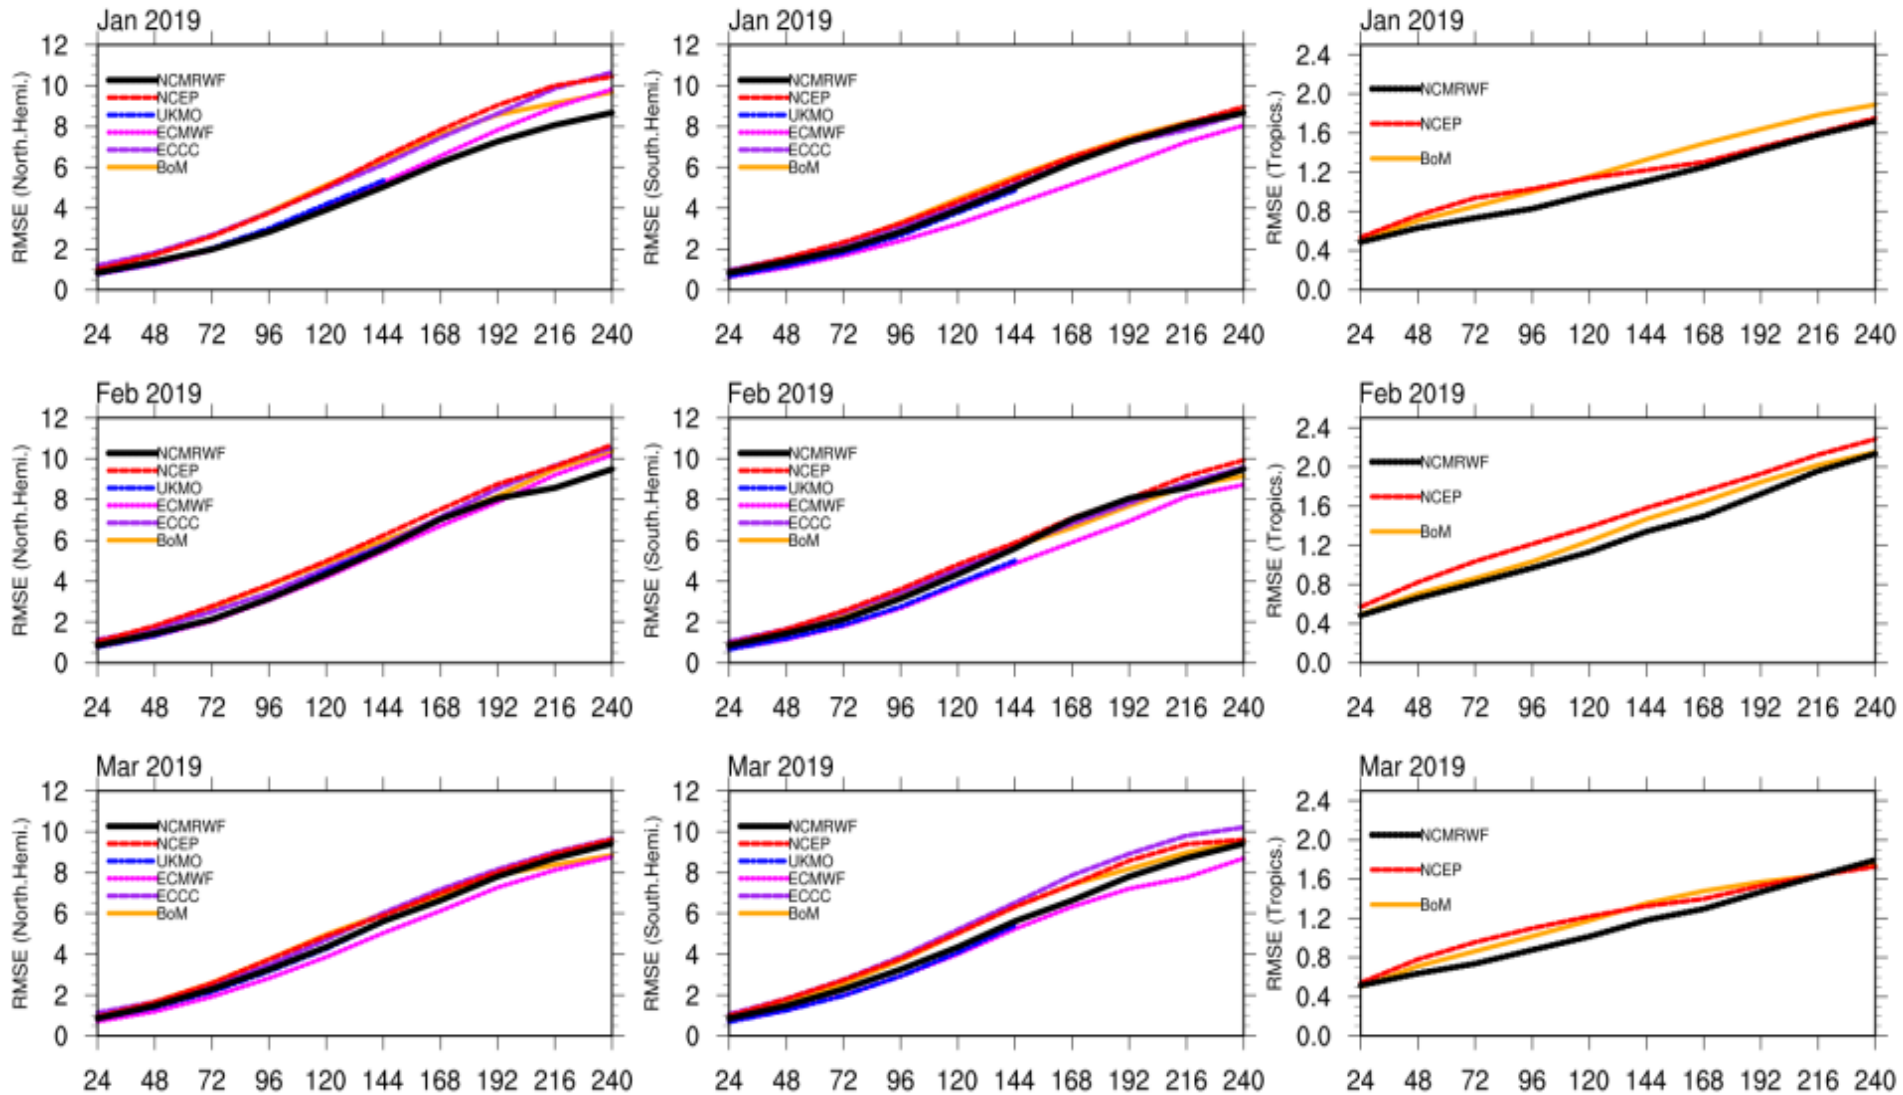 Jan 2019
RMSE (North.Hemi.)
12
10
8
6
4
2
0
NCMRWF
NCEP
UKMO
ECMWF
ECCC
BoM
24 48 72 96 120 144 168 192 216 240
Jan 2019
RMSE (South.Hemi.)
12
10
8
6
4
2
0
NCMRWF
NCEP
UKMO
ECMWF
ECCC
BoM
24 48 72 96 120 144 168 192 216 240
Jan 2019
RMSE (Tropics.)
2.4
2.0
1.6
1.2
0.8
0.4
0.0
NCMRWF
NCEP
BoM
24 48 72 96 120 144 168 192 216 240
Feb 2019
RMSE (North.Hemi.)
12
10
8
6
4
2
0
NCMRWF
NCEP
UKMO
ECMWF
ECCC
BoM
24 48 72 96 120 144 168 192 216 240
Feb 2019
RMSE (South.Hemi.)
12
10
8
6
4
2
0
NCMRWF
NCEP
UKMO
ECMWF
ECCC
BoM
24 48 72 96 120 144 168 192 216 240
Feb 2019
RMSE (Tropics.)
2.4
2.0
1.6
1.2
0.8
0.4
0.0
NCMRWF
NCEP
BoM
24 48 72 96 120 144 168 192 216 240
Mar 2019
RMSE (North.Hemi.)
12
10
8
6
4
2
0
NCMRWF
NCEP
UKMO
ECMWF
ECCC
BoM
24 48 72 96 120 144 168 192 216 240
Mar 2019
RMSE (South.Hemi.)
12
10
8
6
4
2
0
NCMRWF
NCEP
UKMO
ECMWF
ECCC
BoM
24 48 72 96 120 144 168 192 216 240
Mar 2019
RMSE (Tropics.)
2.4
2.0
1.6
1.2
0.8
0.4
0.0
NCMRWF
NCEP
BoM
24 48 72 96 120 144 168 192 216 240